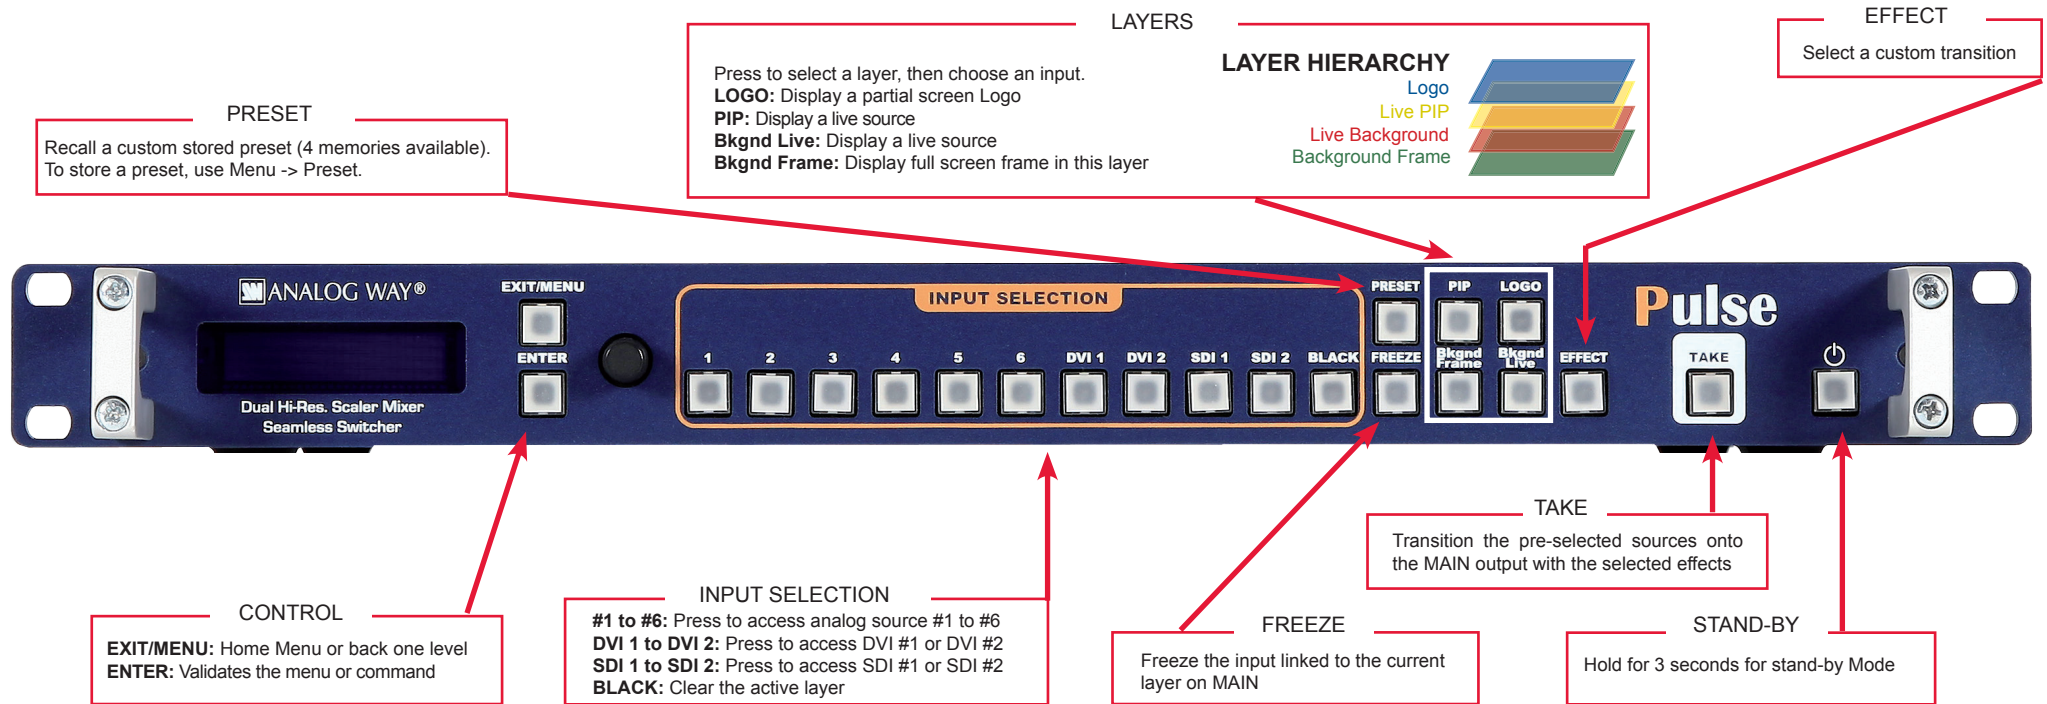 LAYERS
Press to select a layer, then choose an input.
LOGO: Display a partial screen Logo
PIP: Display a live source
Bkgnd Live: Display a live source
Bkgnd Frame: Display full screen frame in this layer
LAYER HIERARCHY
Logo
Live PIP
Live Background
Background Frame
EFFECT
Select a custom transition
PRESET
Recall a custom stored preset (4 memories available).
To store a preset, use Menu -> Preset.
ANALOG WAY®
Dual Hi-Res. Scaler Mixer
Seamless Switcher
EXIT/MENU
ENTER
INPUT SELECTION
1 2 3 4 5 6 DVI 1 DVI 2 SDI 1 SDI 2 BLACK
PRESET
FREEZE
PIP
LOGO
Bkgnd
Frame
Bkgnd
Live
EFFECT
Pulse
TAKE
CONTROL
EXIT/MENU: Home Menu or back one level
ENTER: Validates the menu or command
INPUT SELECTION
#1 to #6: Press to access analog source #1 to #6
DVI 1 to DVI 2: Press to access DVI #1 or DVI #2
SDI 1 to SDI 2: Press to access SDI #1 or SDI #2
BLACK: Clear the active layer
FREEZE
Freeze the input linked to the current
layer on MAIN
TAKE
Transition the pre-selected sources onto
the MAIN output with the selected effects
STAND-BY
Hold for 3 seconds for stand-by Mode